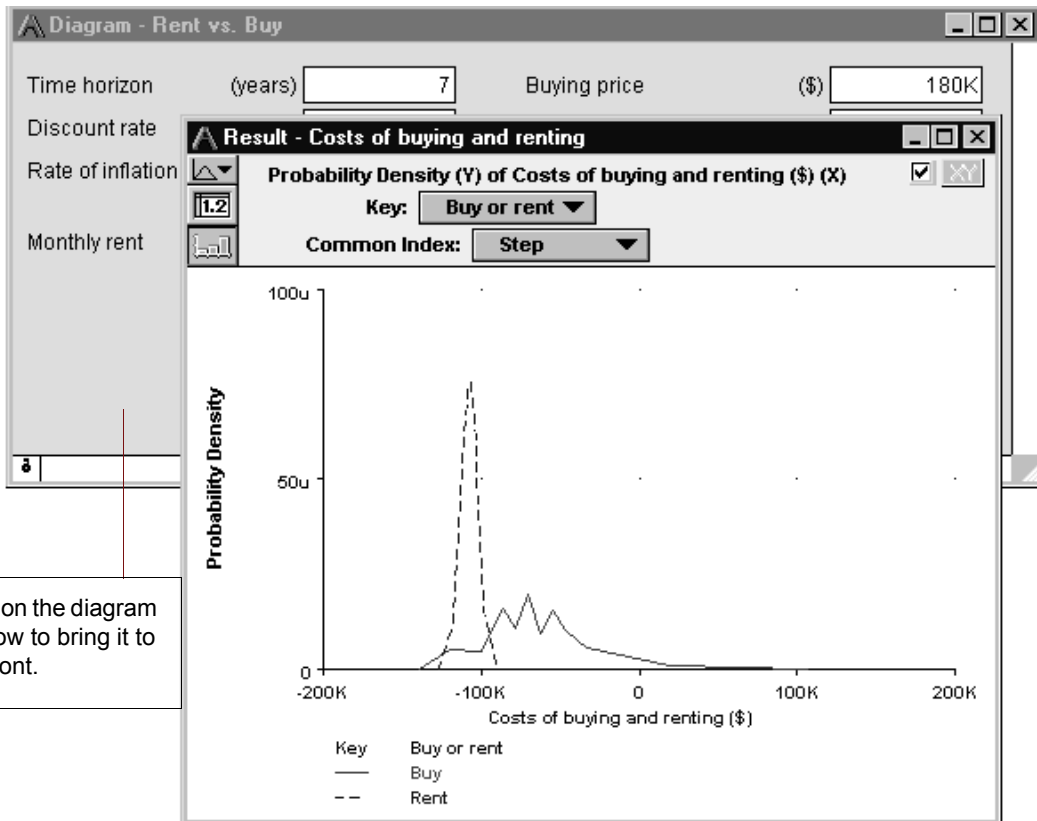 Diagram - Rent vs. Buy
Time horizon (years) 7 Buying price ($) 180K
Discount rate
Rate of inflation
Monthly rent
Result - Costs of buying and renting
Probability Density (Y) of Costs of buying and renting ($) (X)
XY
1.2
Key: Buy or rent
Common Index: Step
100u
50u
0
Probability Density
-200K -100K 0 100K 200K
Costs of buying and renting ($)
Key Buy or rent
Buy
Rent
on the diagram
ow to bring it to
ont.